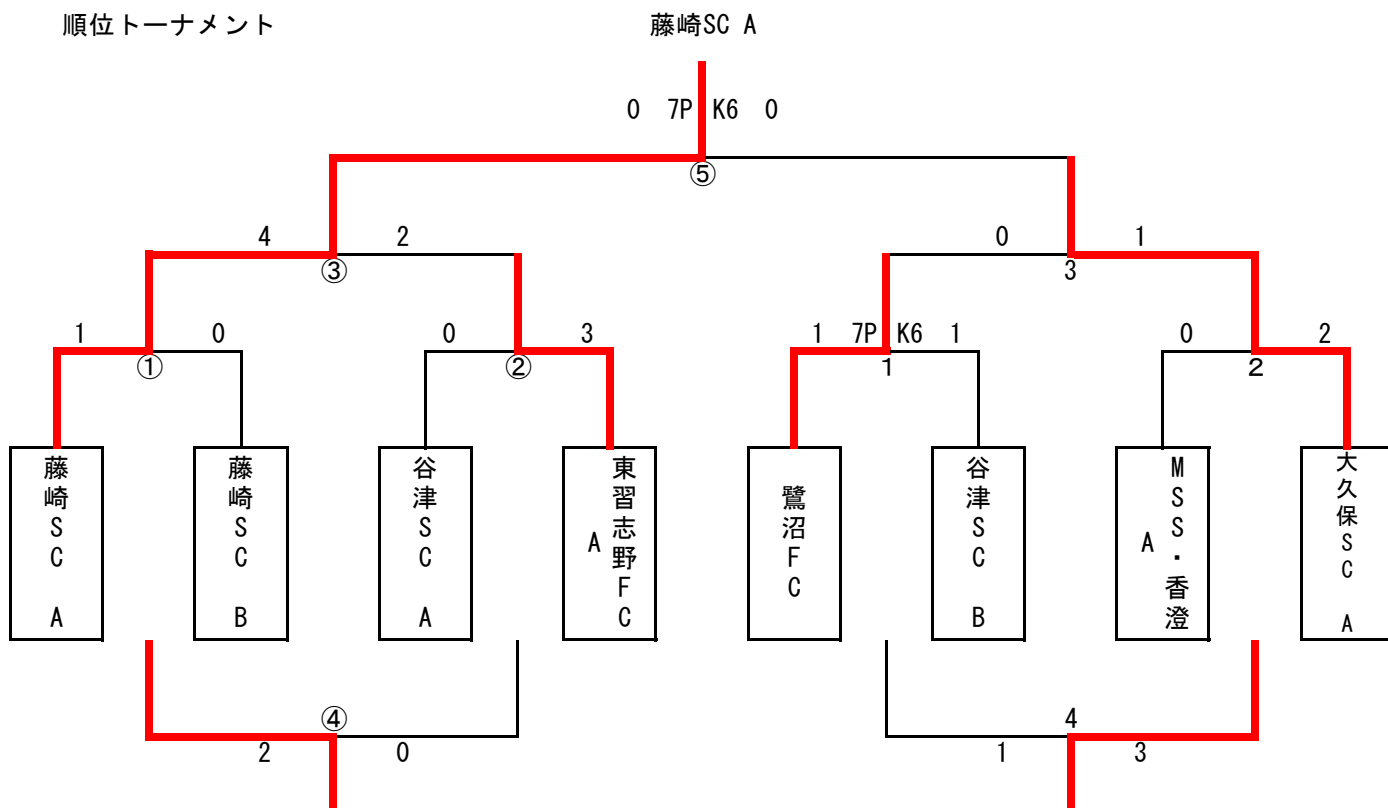 順位トーナメント
藤崎SC A
0 7P K6 0
⑤
4 2
0 1
③
3
1 0
0 3
1 7P K6 1
0 2
①
②
1
2
藤崎SC A
藤崎SC B
谷津SC A
東習志野FC
A
鷺沼FC
谷津SC B
MSS・香澄
A
大久保SC A
④
2 0
4
1 3